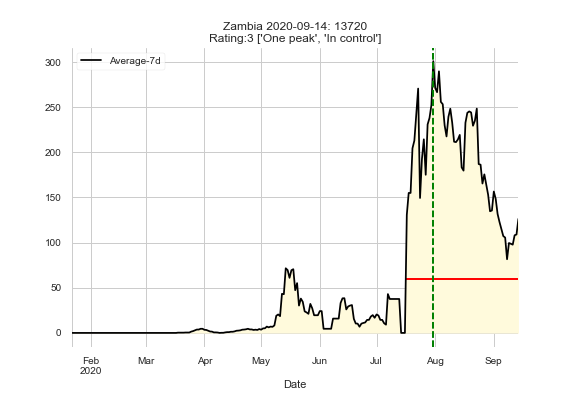 Zambia 2020-09-14: 13720
Rating:3 ['One peak', 'In control']
Average-7d
300
250
200
150
100
50
0
Feb Mar Apr May Jun Jul Aug Sep
2020
Date